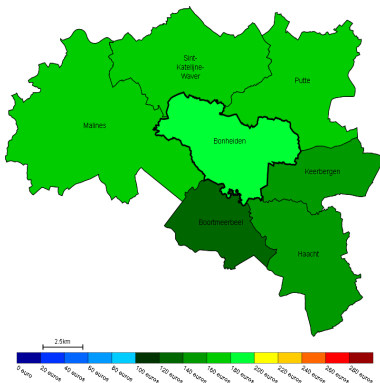 Sint-
Katelijne-
Waver
Putte
Malines
Bonheiden
Keerbergen
Boortmeerbeek
Haacht
2.5km
0 euro
20 euros
40 euros
60 euros
80 euros
100 euros
120 euros
140 euros
160 euros
180 euros
200 euros
220 euros
240 euros
260 euros
280 euros